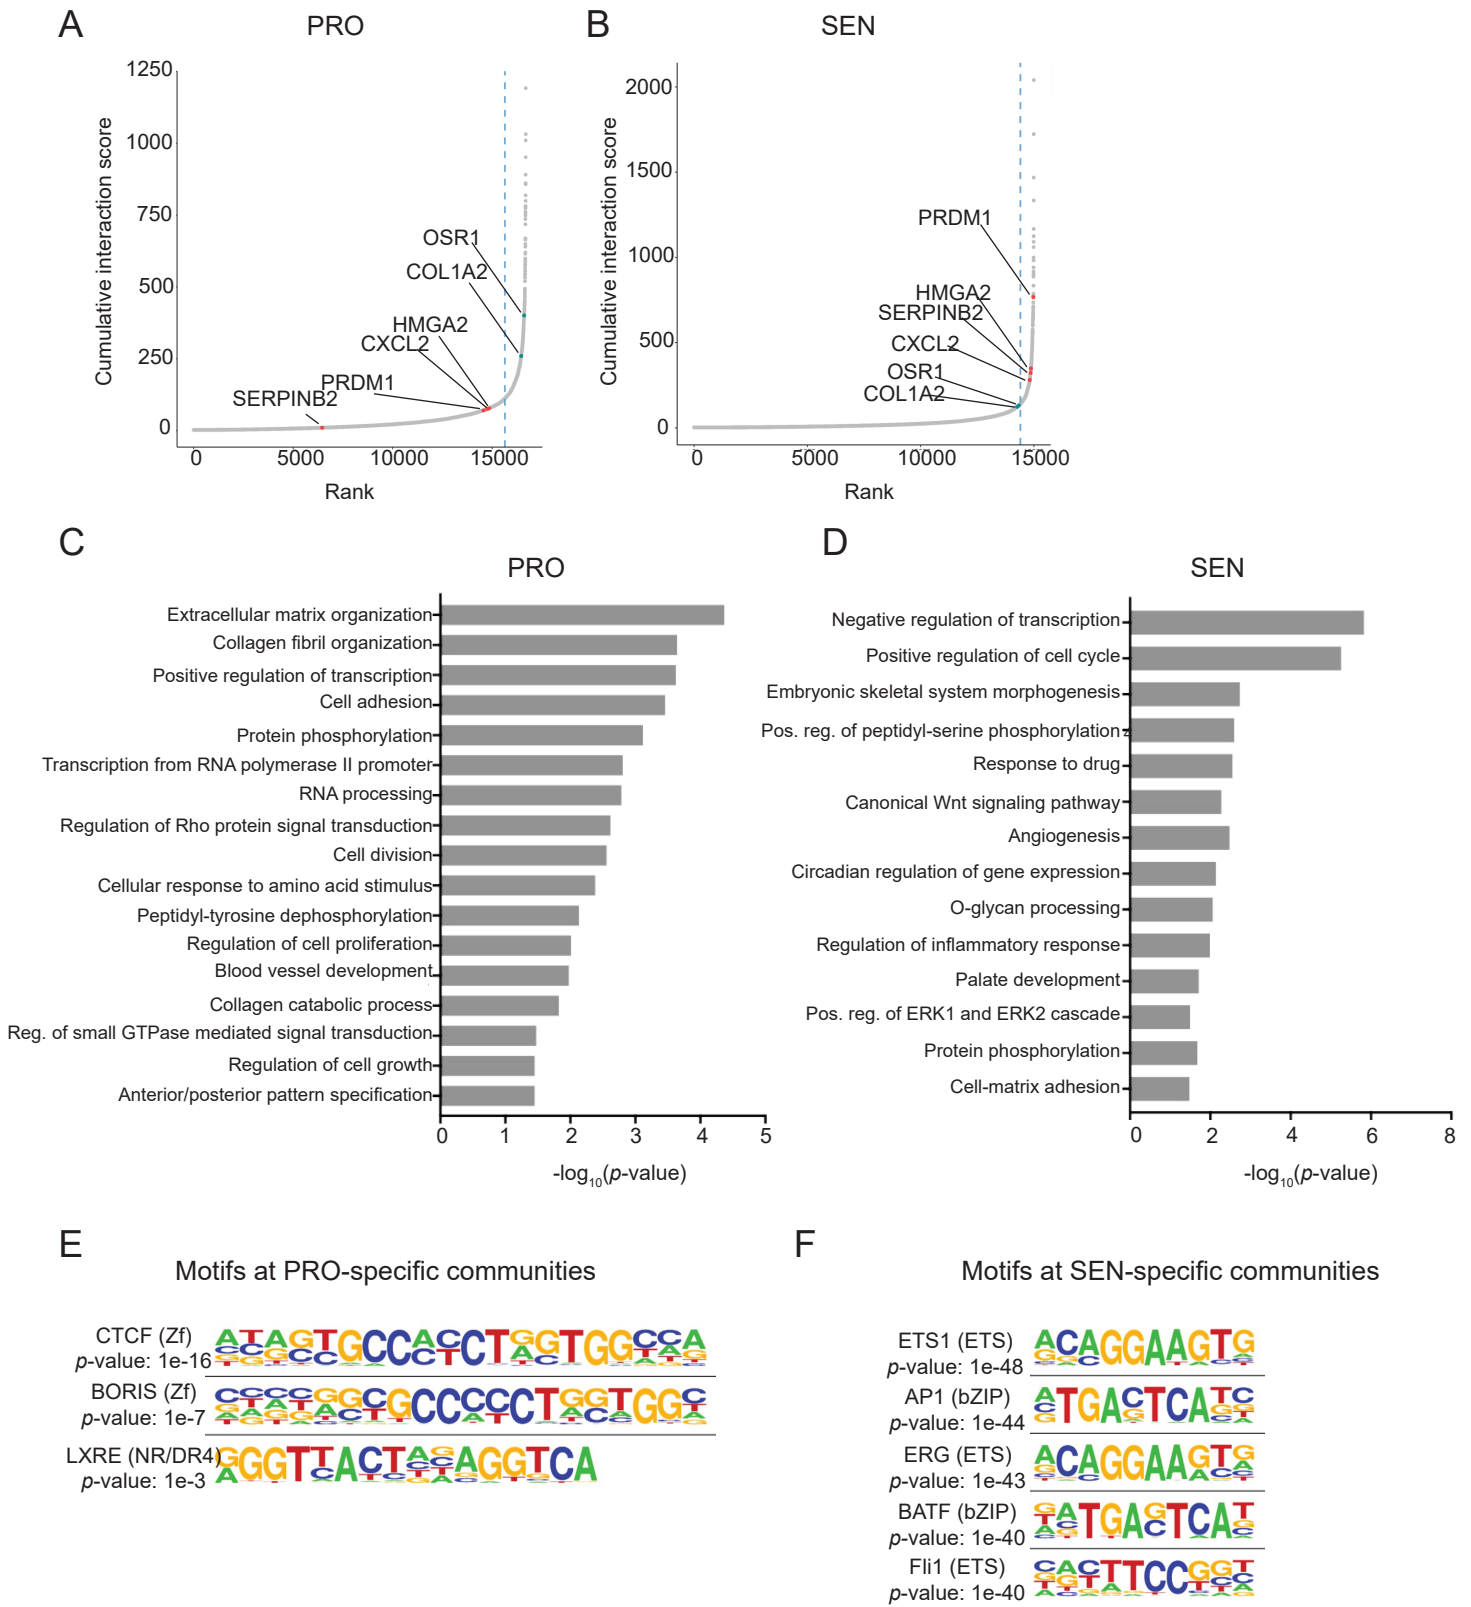 A
PRO
Cumulative interaction score
1250
1000
750
500
250
0
OSR1
COL1A2
HMGA2
CXCL2
PRDM1
SERPINB2
0
5000
10000
15000
Rank
B
SEN
Cumulative interaction score
2000
1500
1000
500
0
PRDM1
HMGA2
SERPINB2
CXCL2
OSR1
COL1A2
0
5000
10000
15000
Rank
C
PRO
Extracellular matrix organization
Collagen fibril organization
Positive regulation of transcription
Cell adhesion
Protein phosphorylation
Transcription from RNA polymerase II promoter
RNA processing
Regulation of Rho protein signal transduction
Cell division
Cellular response to amino acid stimulus
Peptidyl-tyrosine dephosphorylation
Regulation of cell proliferation
Blood vessel development
Collagen catabolic process
Reg. of small GTPase mediated signal transduction
Regulation of cell growth
Anterior/posterior pattern specification
0
1
2
3
4
5
-log10(p-value)
D
SEN
Negative regulation of transcription
Positive regulation of cell cycle
Embryonic skeletal system morphogenesis
Pos. reg. of peptidyl-serine phosphorylation
Response to drug
Canonical Wnt signaling pathway
Angiogenesis
Circadian regulation of gene expression
O-glycan processing
Regulation of inflammatory response
Palate development
Pos. reg. of ERK1 and ERK2 cascade
Protein phosphorylation
Cell-matrix adhesion
0
2
4
6
8
-log10(p-value)
E
Motifs at PRO-specific communities
CTCF (Zf)
p-value: 1e-16
BORIS (Zf)
p-value: 1e-7
LXRE (NR/DR4)
p-value: 1e-3
F
Motifs at SEN-specific communities
ETS1 (ETS)
p-value: 1e-48
ACAGGAAGTG
AP1 (bZIP)
p-value: 1e-44
ATGACTCATC
ERG (ETS)
p-value: 1e-43
ACAGGAAGTG
BATF (bZIP)
p-value: 1e-40
Fli1 (ETS)
p-value: 1e-40